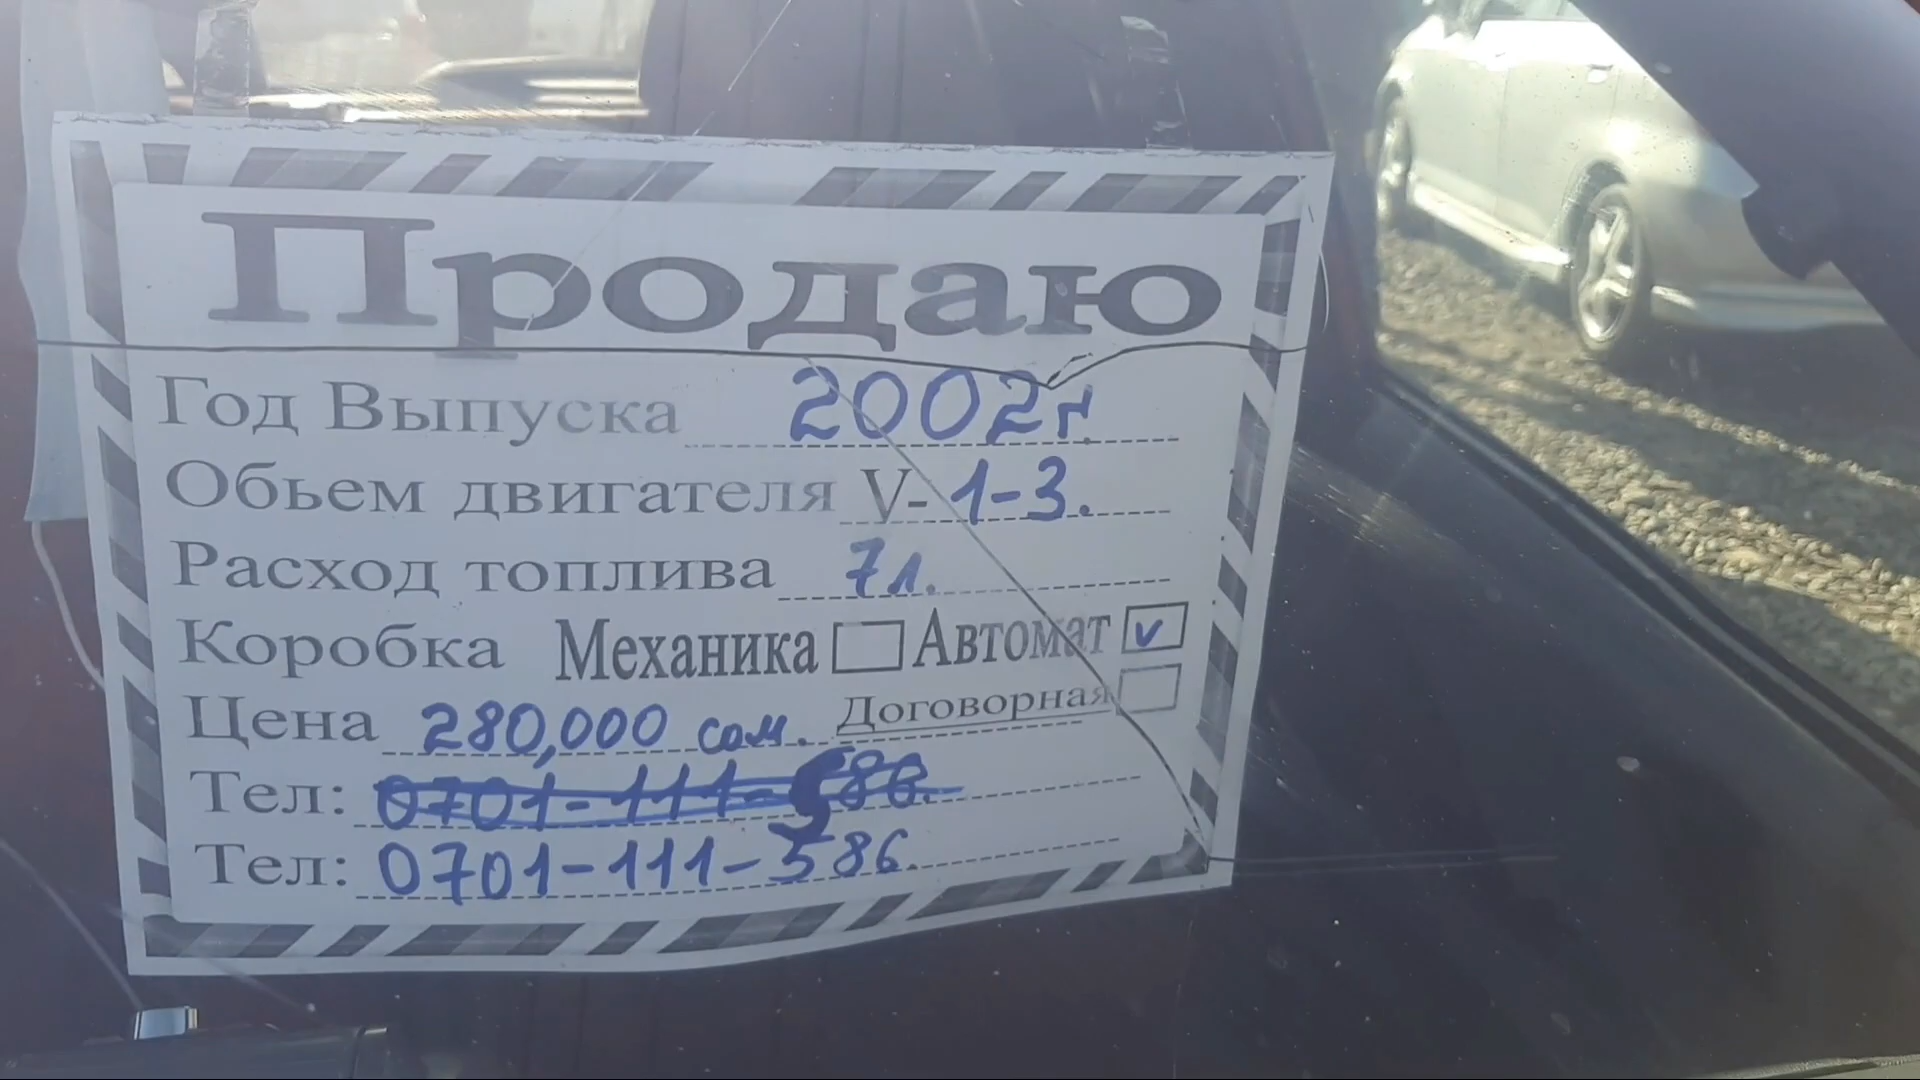 Продаю
Год Выпуска 2002г.
Обьем двигателя V-1-3.
Расход топлива 7л.
Коробка Механика Автомат v
Цена 280,000 сом. Договорная
Тел: 0701-111-586.
Тел: 0701-111-586.